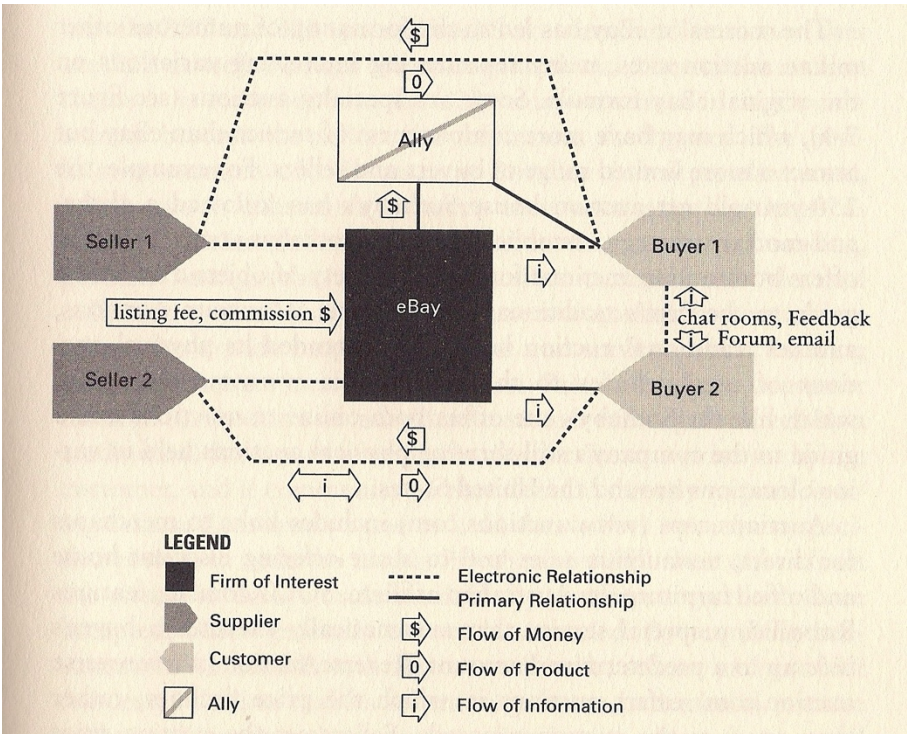 $
0
Ally
$
Seller 1
Buyer 1
i
listing fee, commission $
eBay
i
chat rooms, Feedback
i
Forum, email
Seller 2
Buyer 2
i
$
i
0
LEGEND
Firm of Interest
Supplier
Customer
Ally
Electronic Relationship
Primary Relationship
$
Flow of Money
0
Flow of Product
i
Flow of Information